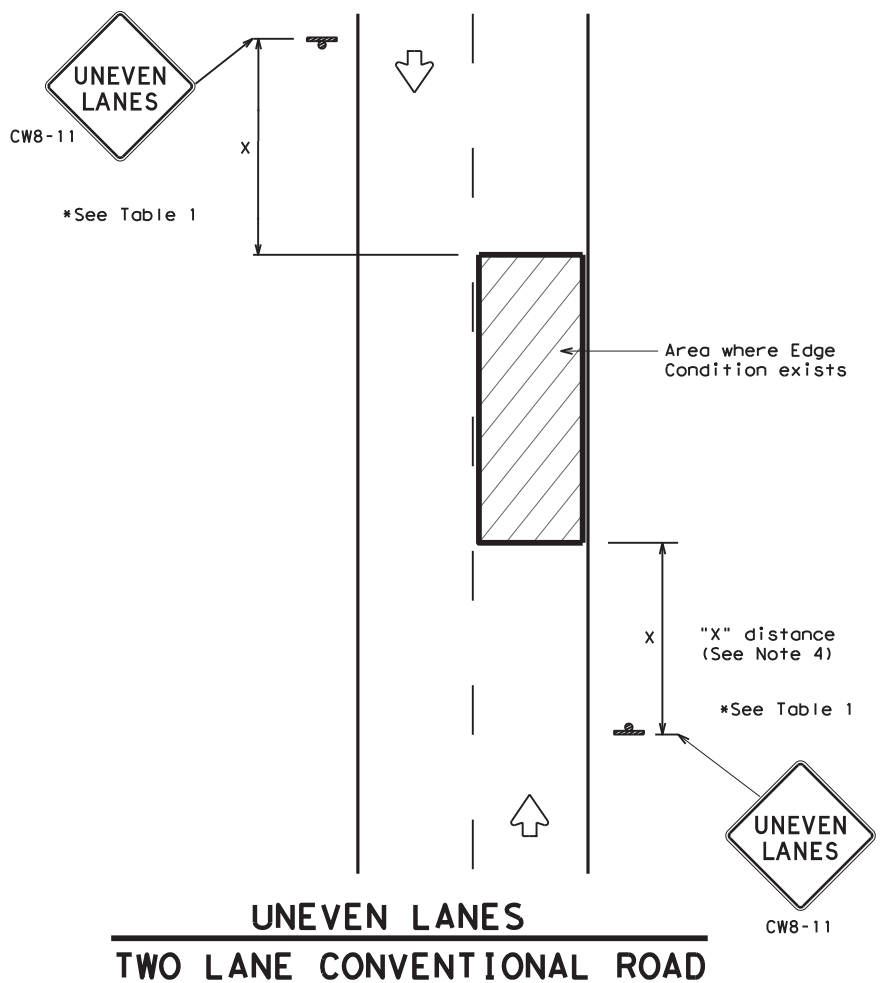 UNEVEN
LANES
CW8-11
X
*See Table 1
Area where Edge
Condition exists
X
"X" distance
(See Note 4)
*See Table 1
UNEVEN
LANES
CW8-11
UNEVEN LANES
TWO LANE CONVENTIONAL ROAD